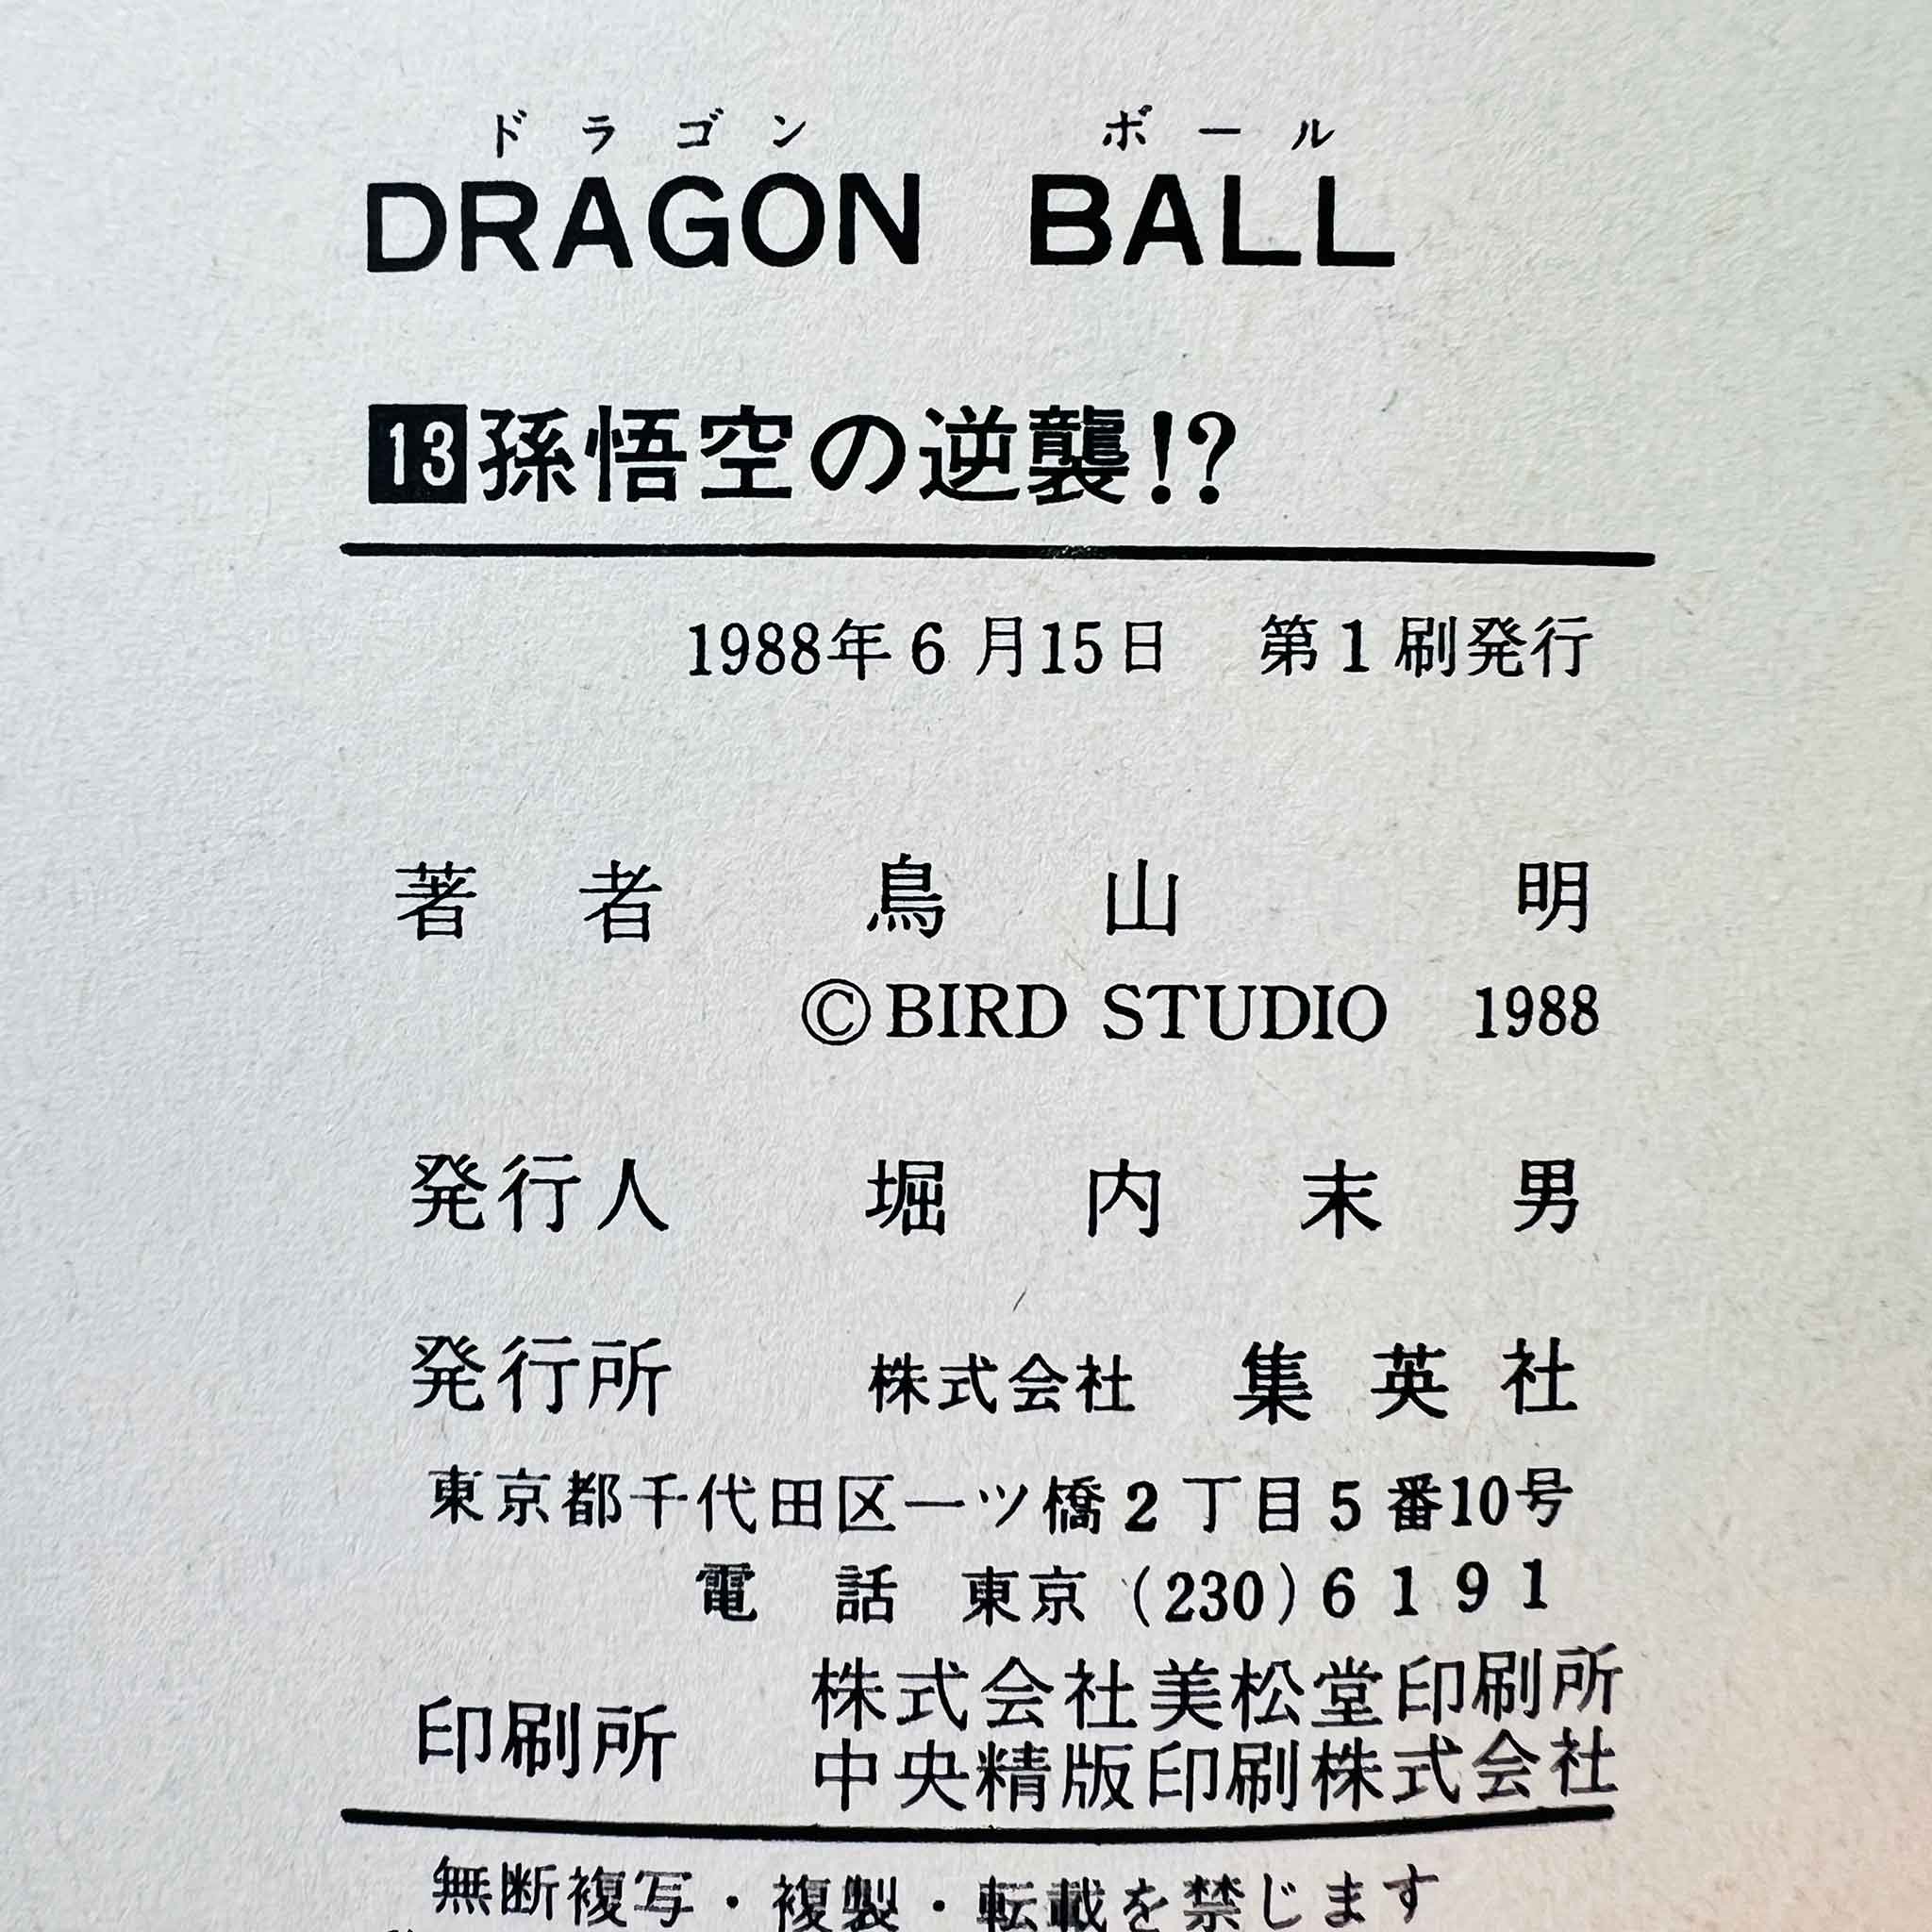 ドラゴン ボール
DRAGON BALL
13 孫悟空の逆襲!?
1988年6月15日 第1刷発行
著者 鳥山明
©BIRD STUDIO 1988
発行人 堀内末男
発行所 株式会社 集英社
東京都千代田区一ツ橋2丁目5番10号
電話 東京(230)6191
印刷所 株式会社美松堂印刷所
中央精版印刷株式会社
無断複写・複製・転載を禁じます